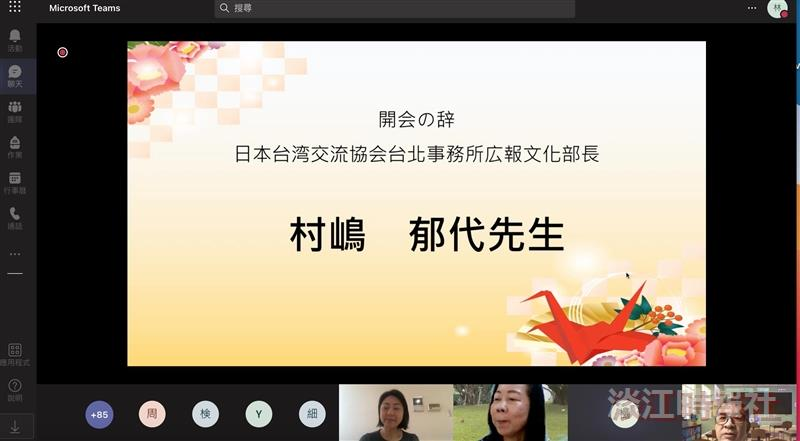 Microsoft Teams
搜尋
林
活動
聊天
團隊
作業
行事曆
通話
應用程式
說明
開会の辞
日本台湾交流協会台北事務所広報文化部長
村嶋　郁代先生
+85
周
検
Y
細
淡江時報社